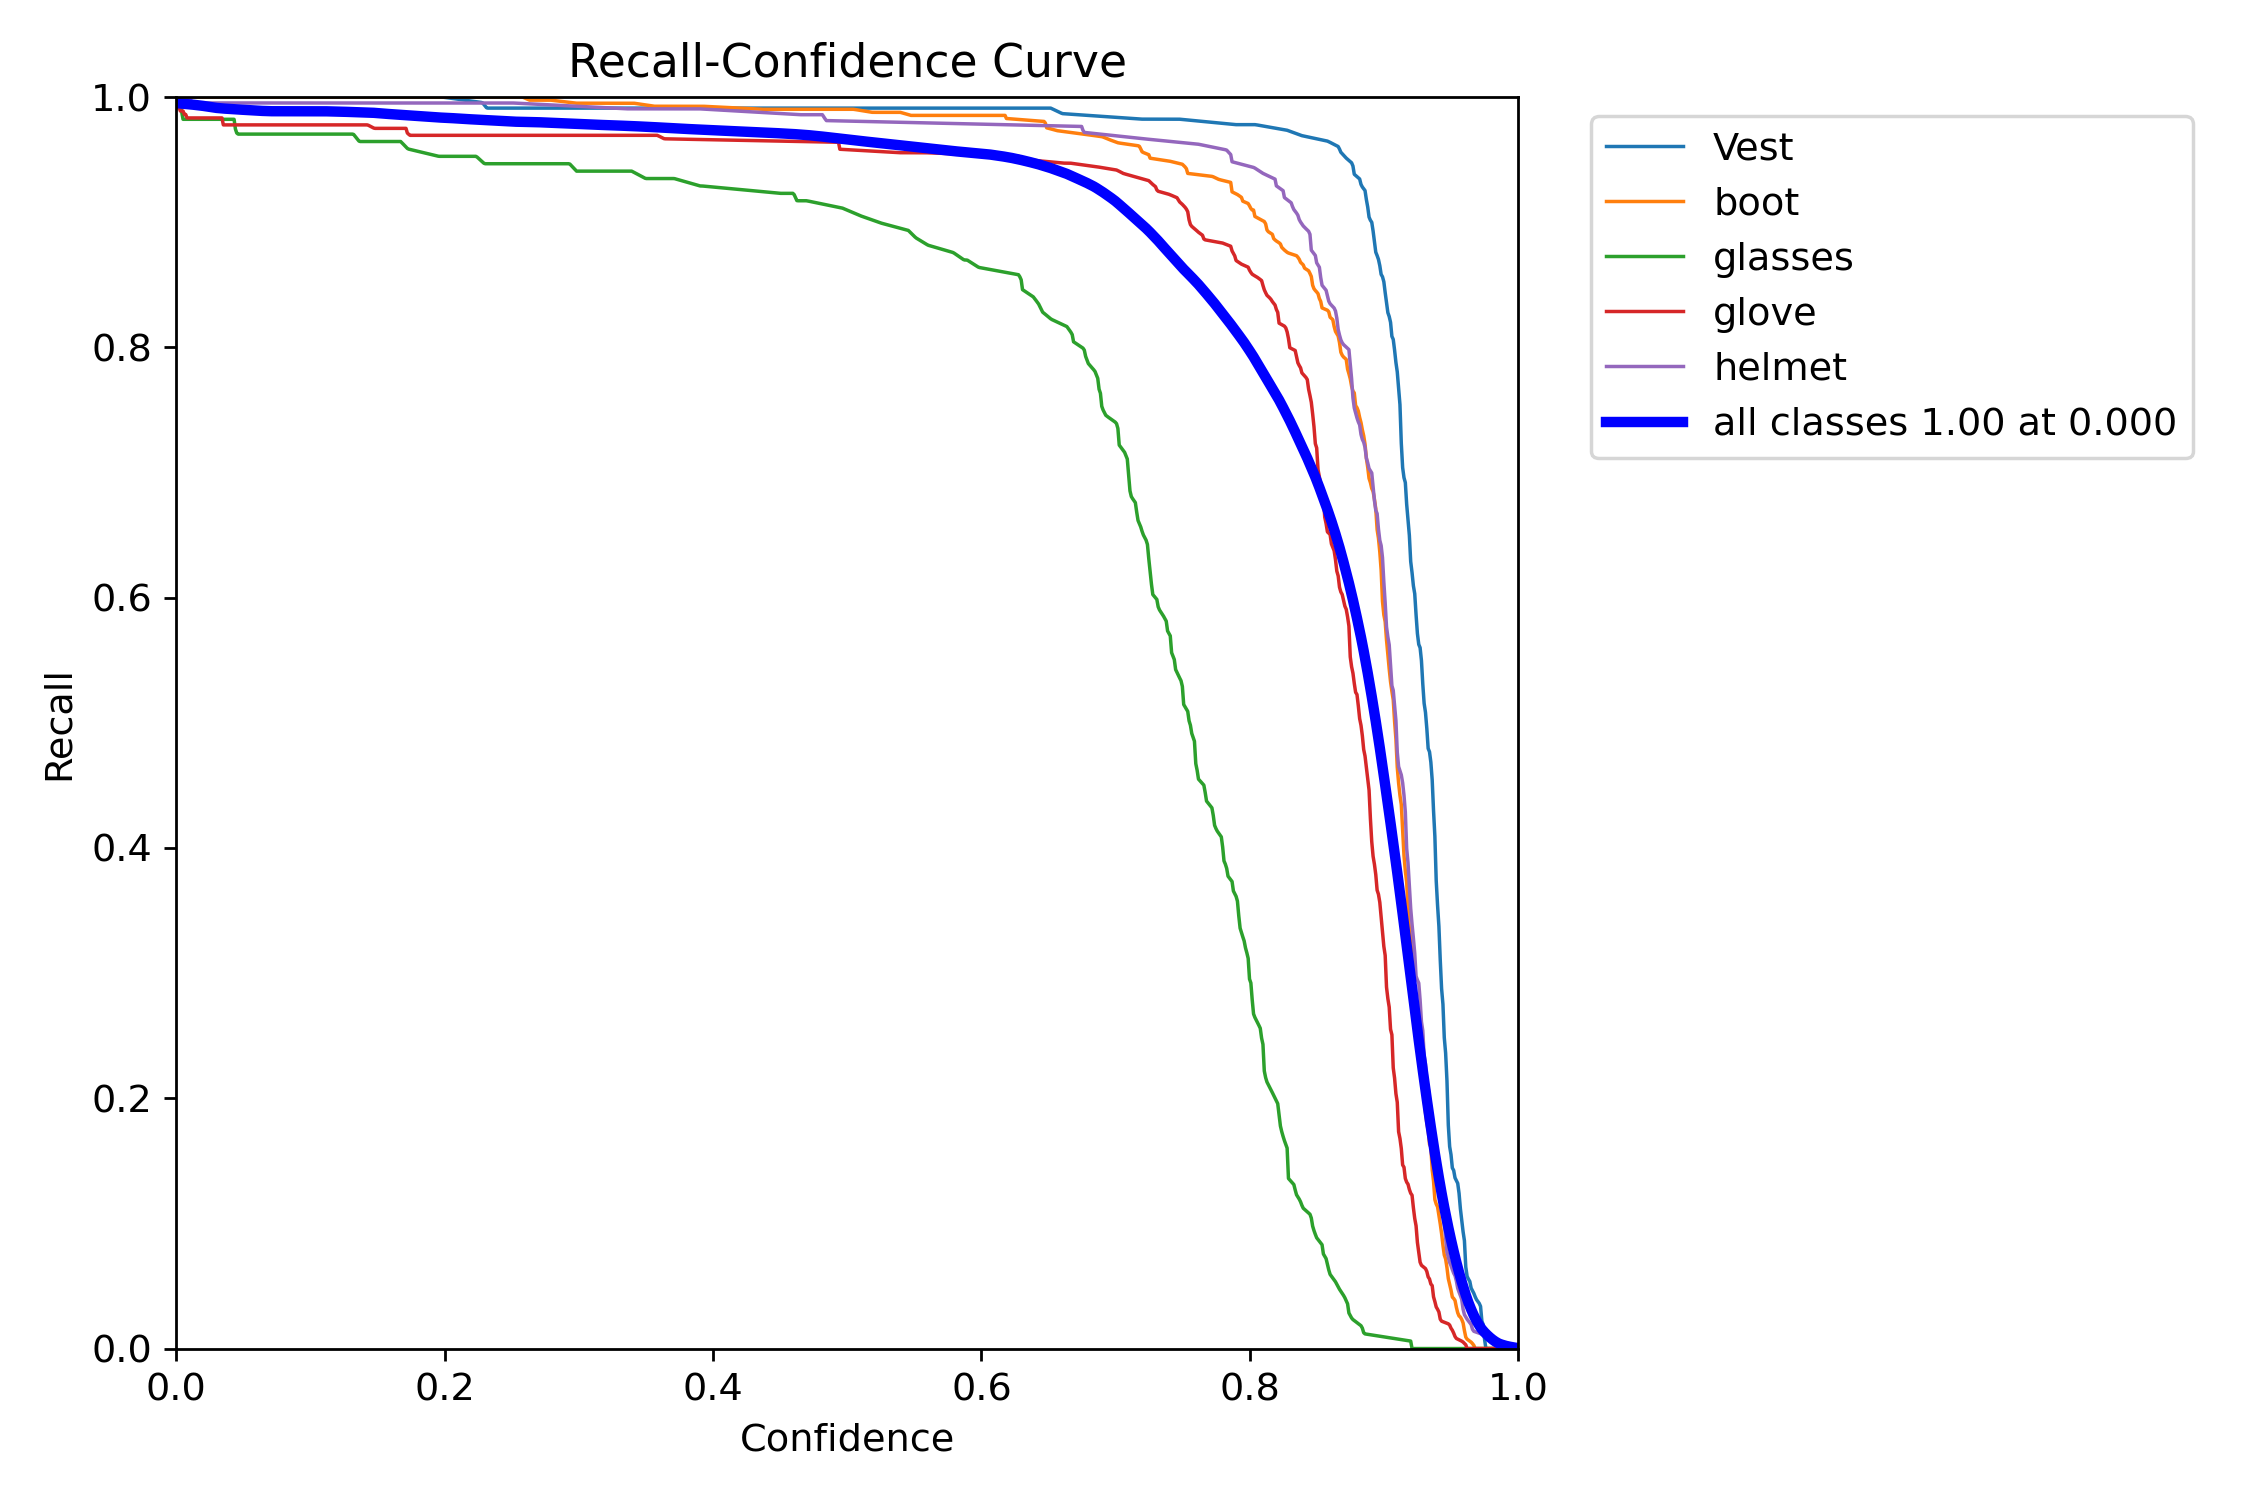 Recall-Confidence Curve
1.0
0.8
0.6
0.4
0.2
0.0
Recall
0.0 0.2 0.4 0.6 0.8 1.0
Confidence
Vest
boot
glasses
glove
helmet
all classes 1.00 at 0.000